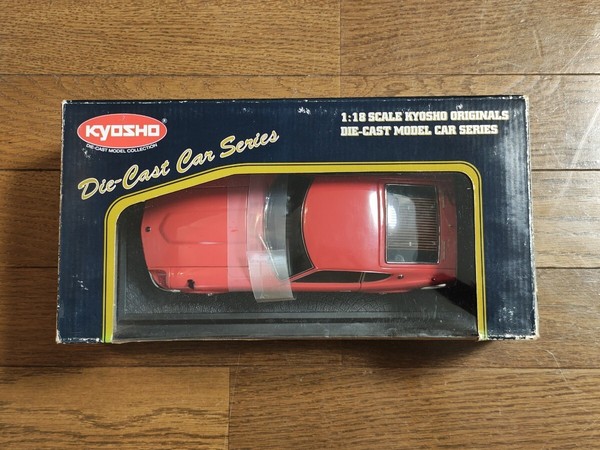 KYOSHO
DIE-CAST MODEL COLLECTION
Die-Cast Car Series
1:18 SCALE KYOSHO ORIGINALS
DIE-CAST MODEL CAR SERIES